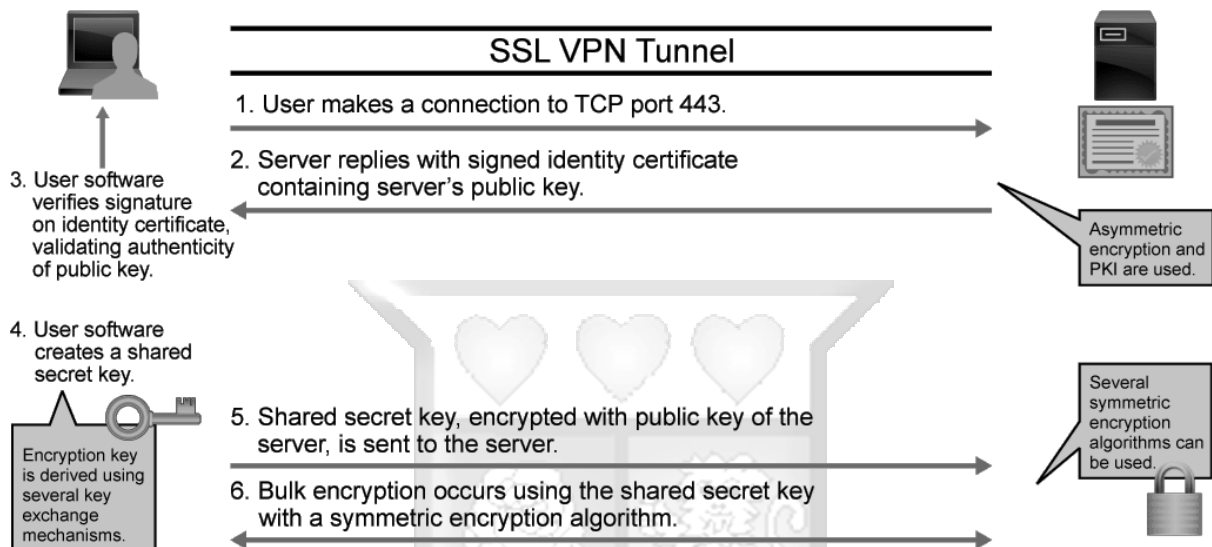 SSL VPN Tunnel
1. User makes a connection to TCP port 443.
2. Server replies with signed identity certificate
containing server's public key.
3. User software
verifies signature
on identity certificate,
validating authenticity
of public key.
Asymmetric
encryption and
PKI are used.
4. User software
creates a shared
secret key.
Encryption key
is derived using
several key
exchange
mechanisms.
5. Shared secret key, encrypted with public key of the
server, is sent to the server.
Several
symmetric
encryption
algorithms can
be used.
6. Bulk encryption occurs using the shared secret key
with a symmetric encryption algorithm.